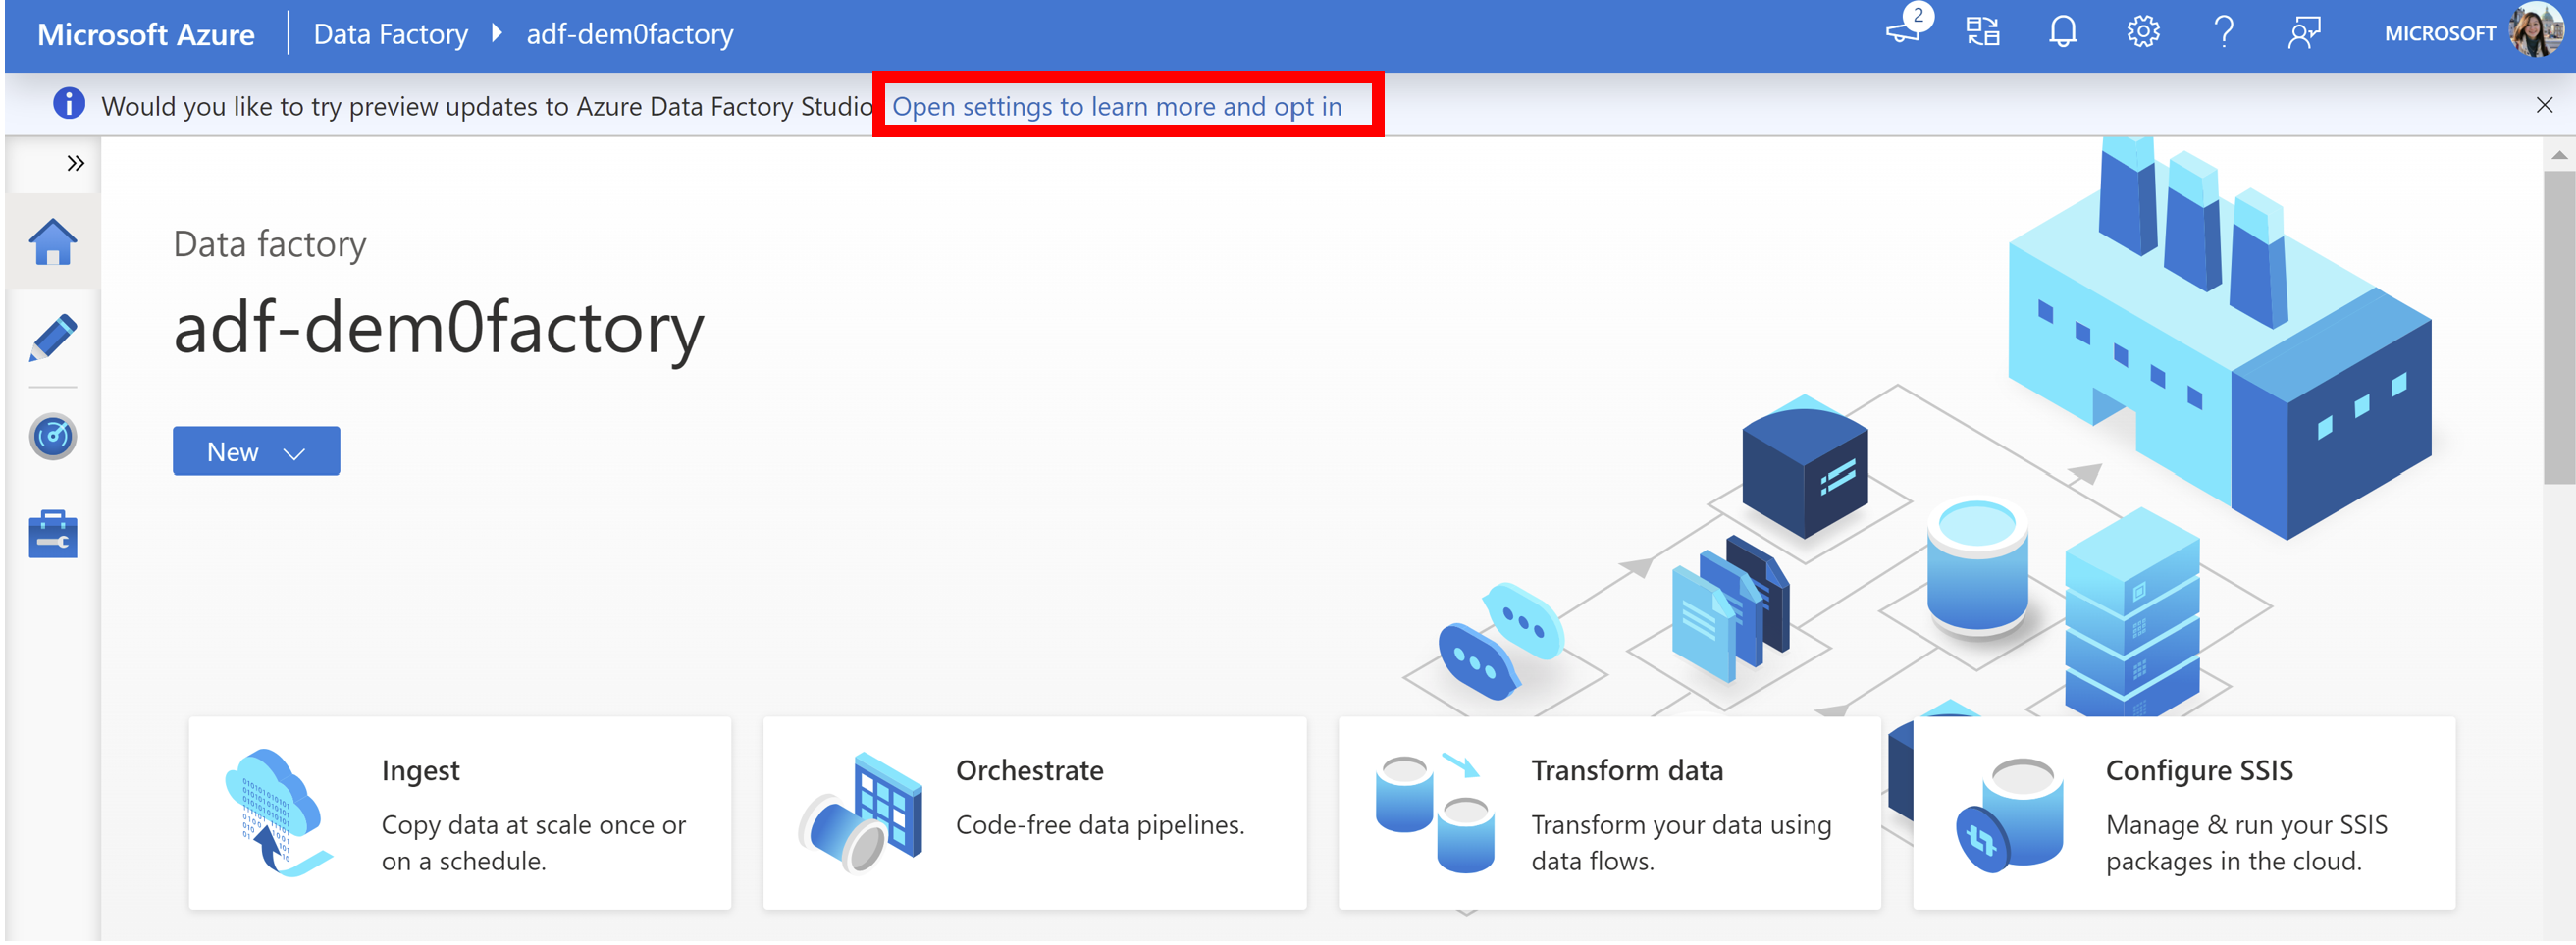 Microsoft Azure
Data Factory
adf-dem0factory
2
MICROSOFT
Would you like to try preview updates to Azure Data Factory Studio
Open settings to learn more and opt in
Data factory
adf-dem0factory
New
Ingest
Copy data at scale once or
on a schedule.
Orchestrate
Code-free data pipelines.
Transform data
Transform your data using
data flows.
Configure SSIS
Manage & run your SSIS
packages in the cloud.